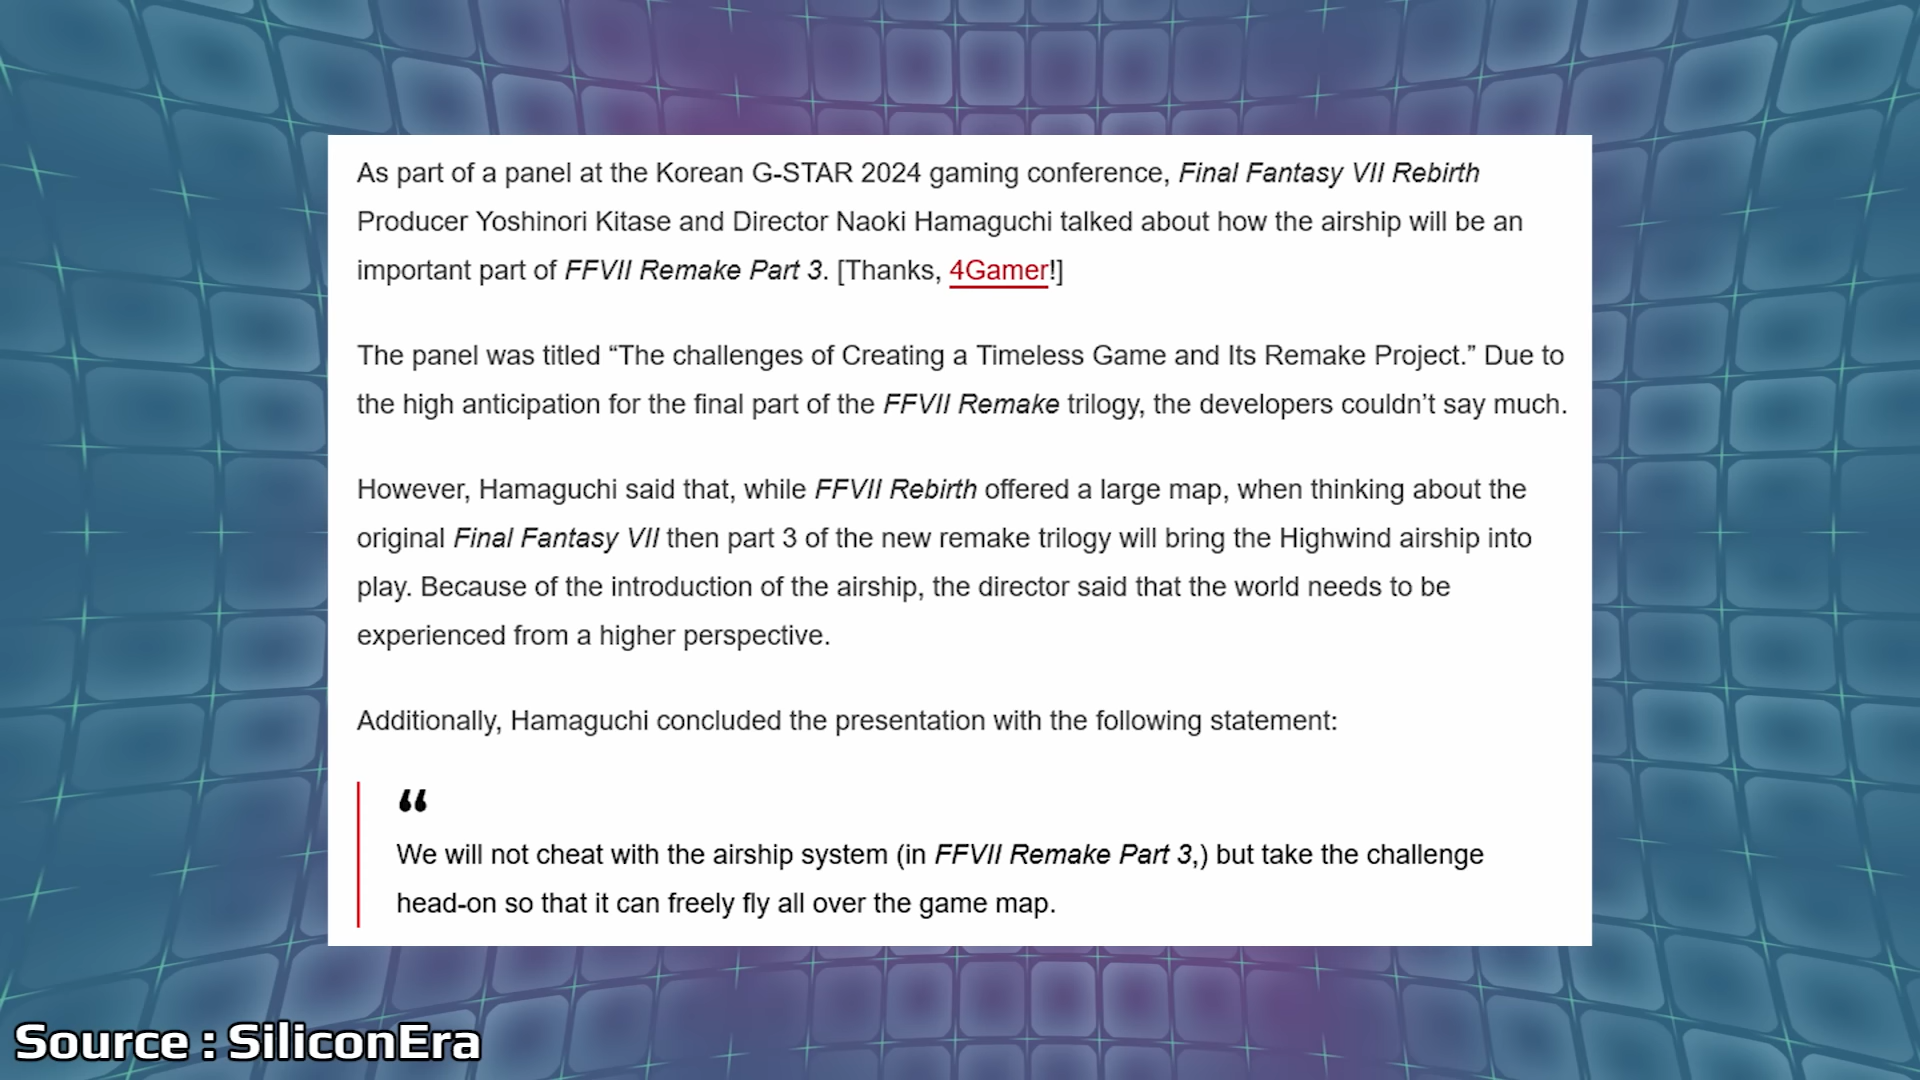 As part of a panel at the Korean G-STAR 2024 gaming conference, Final Fantasy VII Rebirth
Producer Yoshinori Kitase and Director Naoki Hamaguchi talked about how the airship will be an
important part of FFVII Remake Part 3. [Thanks, 4Gamer!]
The panel was titled “The challenges of Creating a Timeless Game and Its Remake Project.” Due to
the high anticipation for the final part of the FFVII Remake trilogy, the developers couldn’t say much.
However, Hamaguchi said that, while FFVII Rebirth offered a large map, when thinking about the
original Final Fantasy VII then part 3 of the new remake trilogy will bring the Highwind airship into
play. Because of the introduction of the airship, the director said that the world needs to be
experienced from a higher perspective.
Additionally, Hamaguchi concluded the presentation with the following statement:
“
We will not cheat with the airship system (in FFVII Remake Part 3,) but take the challenge
head-on so that it can freely fly all over the game map.
Source : SiliconEra